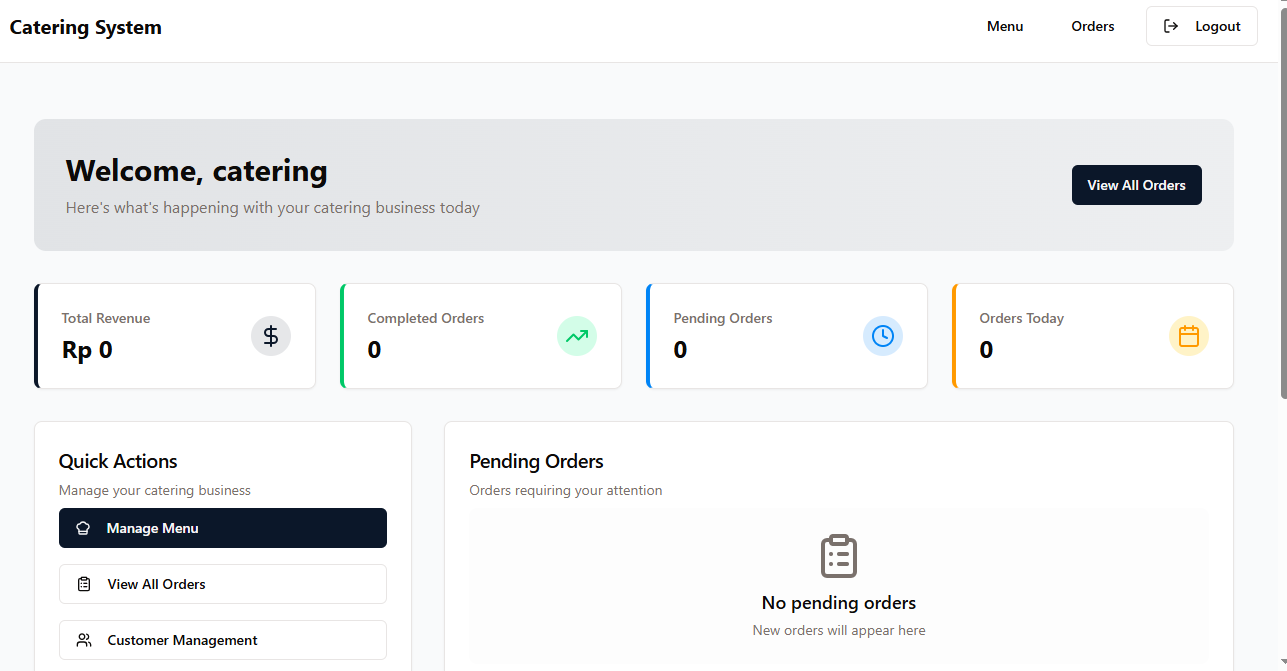 Catering System
Menu
Orders
Logout
Welcome, catering
Here's what's happening with your catering business today
View All Orders
Total Revenue
Rp 0
Completed Orders
0
Pending Orders
0
Orders Today
0
Quick Actions
Manage your catering business
Manage Menu
View All Orders
Customer Management
Pending Orders
Orders requiring your attention
No pending orders
New orders will appear here